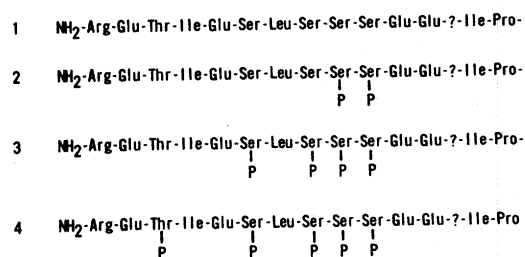 1 NH2-Arg-Glu-Thr-Ile-Glu-Ser-Leu-Ser-Ser-Ser-Glu-Glu-?-Ile-Pro-
2 NH2-Arg-Glu-Thr-Ile-Glu-Ser-Leu-Ser-Ser-Ser-Glu-Glu-?-Ile-Pro-
P P
3 NH2-Arg-Glu-Thr-Ile-Glu-Ser-Leu-Ser-Ser-Ser-Glu-Glu-?-Ile-Pro-
P P P P
4 NH2-Arg-Glu-Thr-Ile-Glu-Ser-Leu-Ser-Ser-Ser-Glu-Glu-?-Ile-Pro
P P P P P